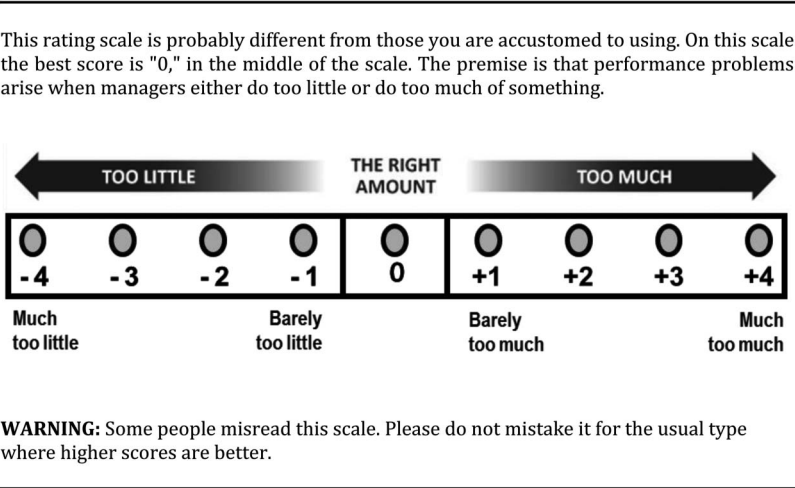 This rating scale is probably different from those you are accustomed to using. On this scale
the best score is "0," in the middle of the scale. The premise is that performance problems
arise when managers either do too little or do too much of something.
TOO LITTLE
THE RIGHT
AMOUNT
TOO MUCH
-4 -3 -2 -1 0 +1 +2 +3 +4
Much
too little
Barely
too little
Barely
too much
Much
too much
WARNING: Some people misread this scale. Please do not mistake it for the usual type
where higher scores are better.